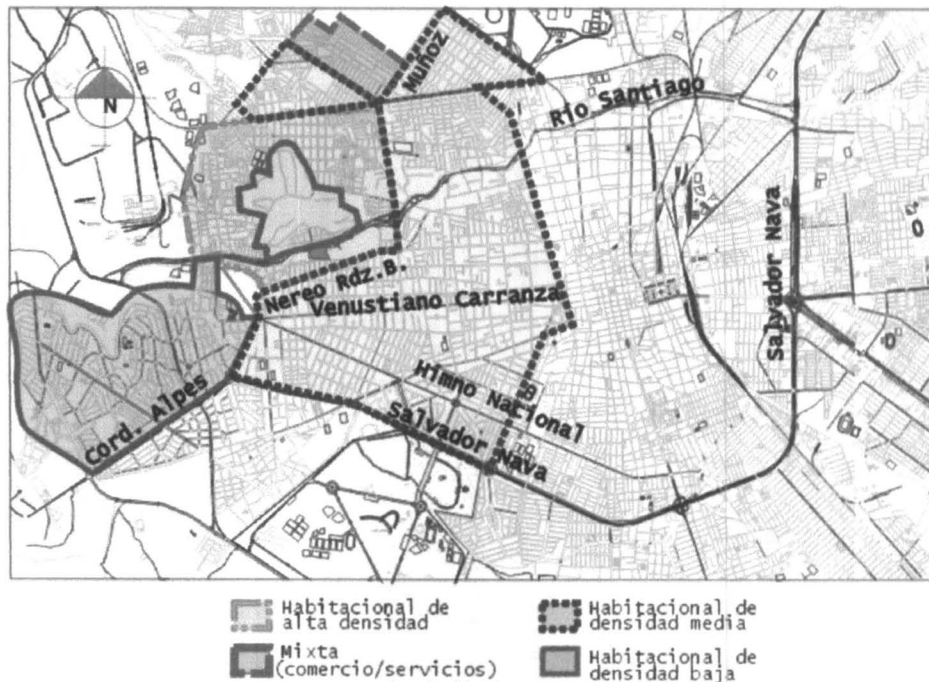 Muñoz
Río Santiago
N
Salvador Nava
Nereo Rdz.B.
Venustiano Carranza
Himno Nacional
Salvador Nava
Cord. Alpes
Habitacional de
alta densidad
Mixta
(comercio/servicios)
Habitacional de
densidad media
Habitacional de
densidad baja